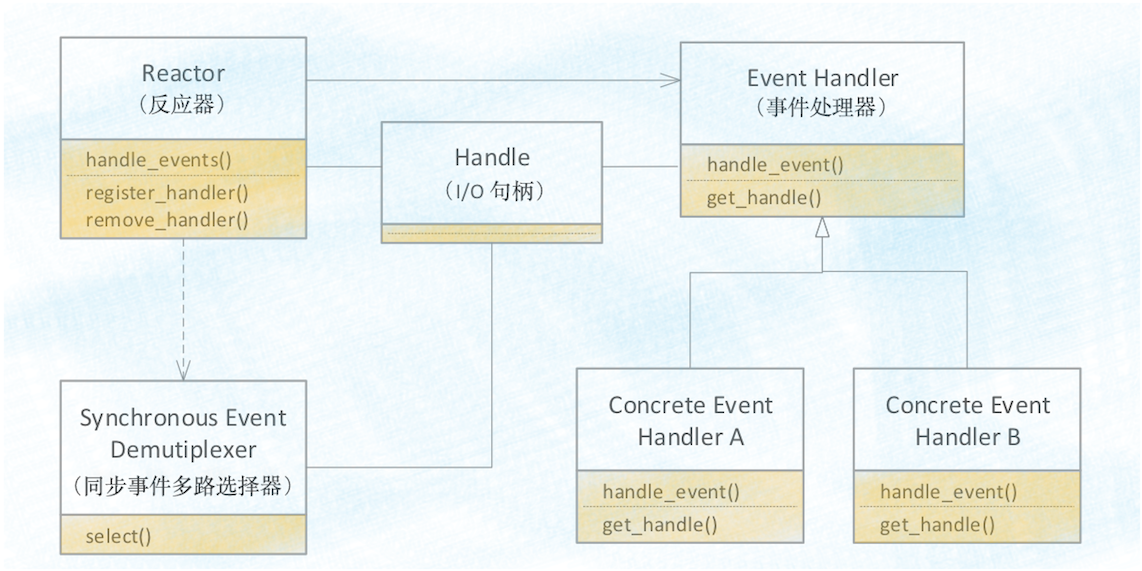 Reactor
（反应器）
handle_events()
register_handler()
remove_handler()
Handle
（I/O 句柄）
Event Handler
（事件处理器）
handle_event()
get_handle()
Synchronous Event
Demutiplexer
（同步事件多路选择器）
select()
Concrete Event
Handler A
handle_event()
get_handle()
Concrete Event
Handler B
handle_event()
get_handle()